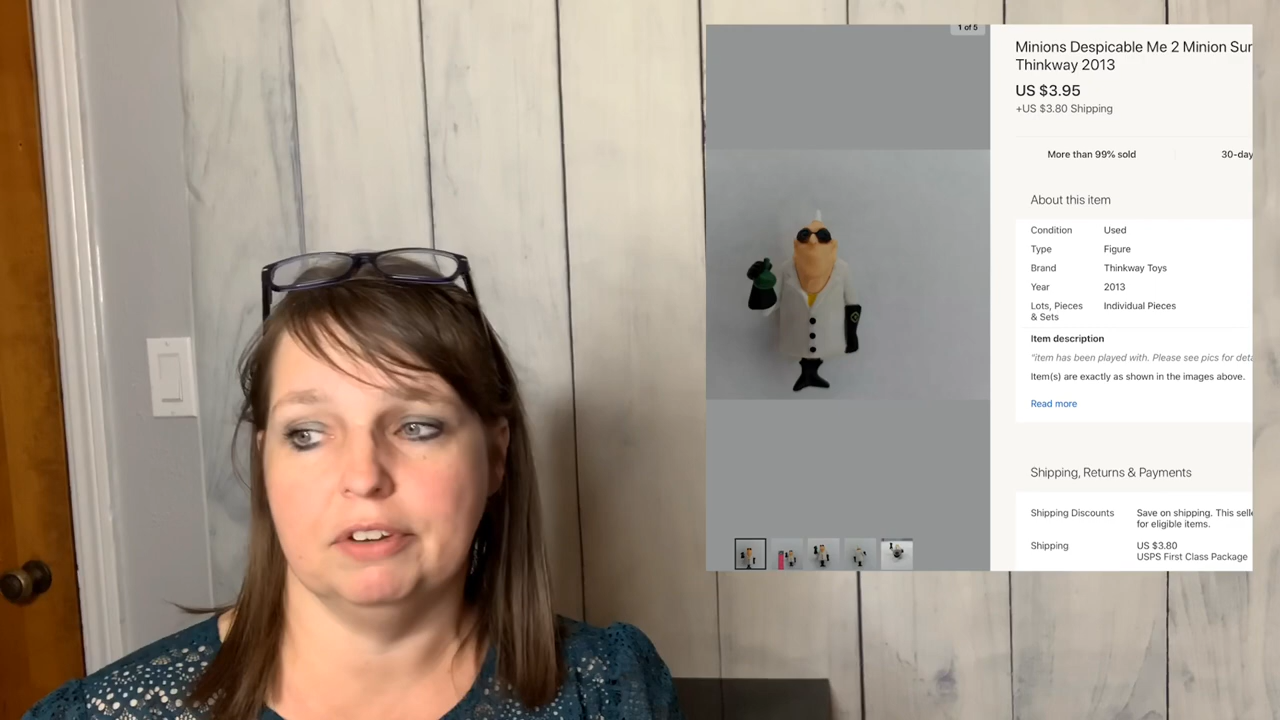 1 of 5
Minions Despicable Me 2 Minion Sur
Thinkway 2013
US $3.95
+US $3.80 Shipping
More than 99% sold
30-day
About this item
Condition Used
Type Figure
Brand Thinkway Toys
Year 2013
Lots, Pieces Individual Pieces
& Sets
Item description
"item has been played with. Please see pics for deta
Item(s) are exactly as shown in the images above.
Read more
Shipping, Returns & Payments
Shipping Discounts Save on shipping. This selle
for eligible items.
Shipping US $3.80
USPS First Class Package